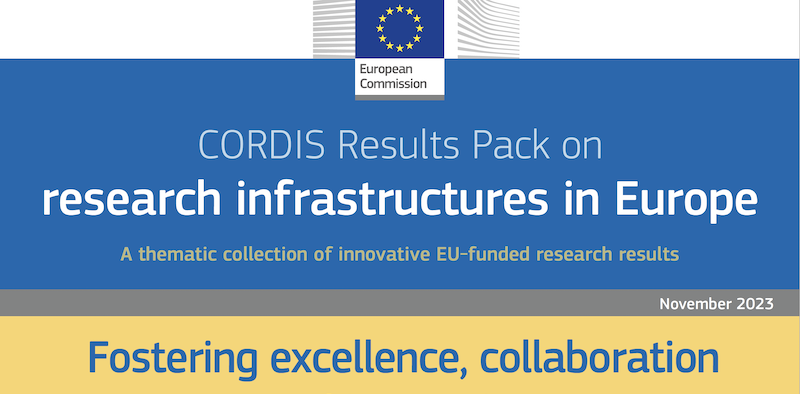 European
Commission
CORDIS Results Pack on
research infrastructures in Europe
A thematic collection of innovative EU-funded research results
November 2023
Fostering excellence, collaboration